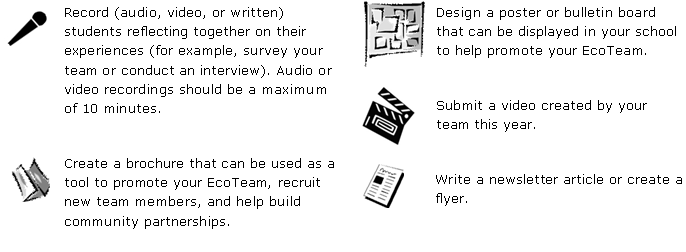 Record (audio, video, or written)
students reflecting together on their
experiences (for example, survey your
team or conduct an interview). Audio or
video recordings should be a maximum
of 10 minutes.
Create a brochure that can be used as a
tool to promote your EcoTeam, recruit
new team members, and help build
community partnerships.
Design a poster or bulletin board
that can be displayed in your school
to help promote your EcoTeam.
Submit a video created by your
team this year.
Write a newsletter article or create a
flyer.